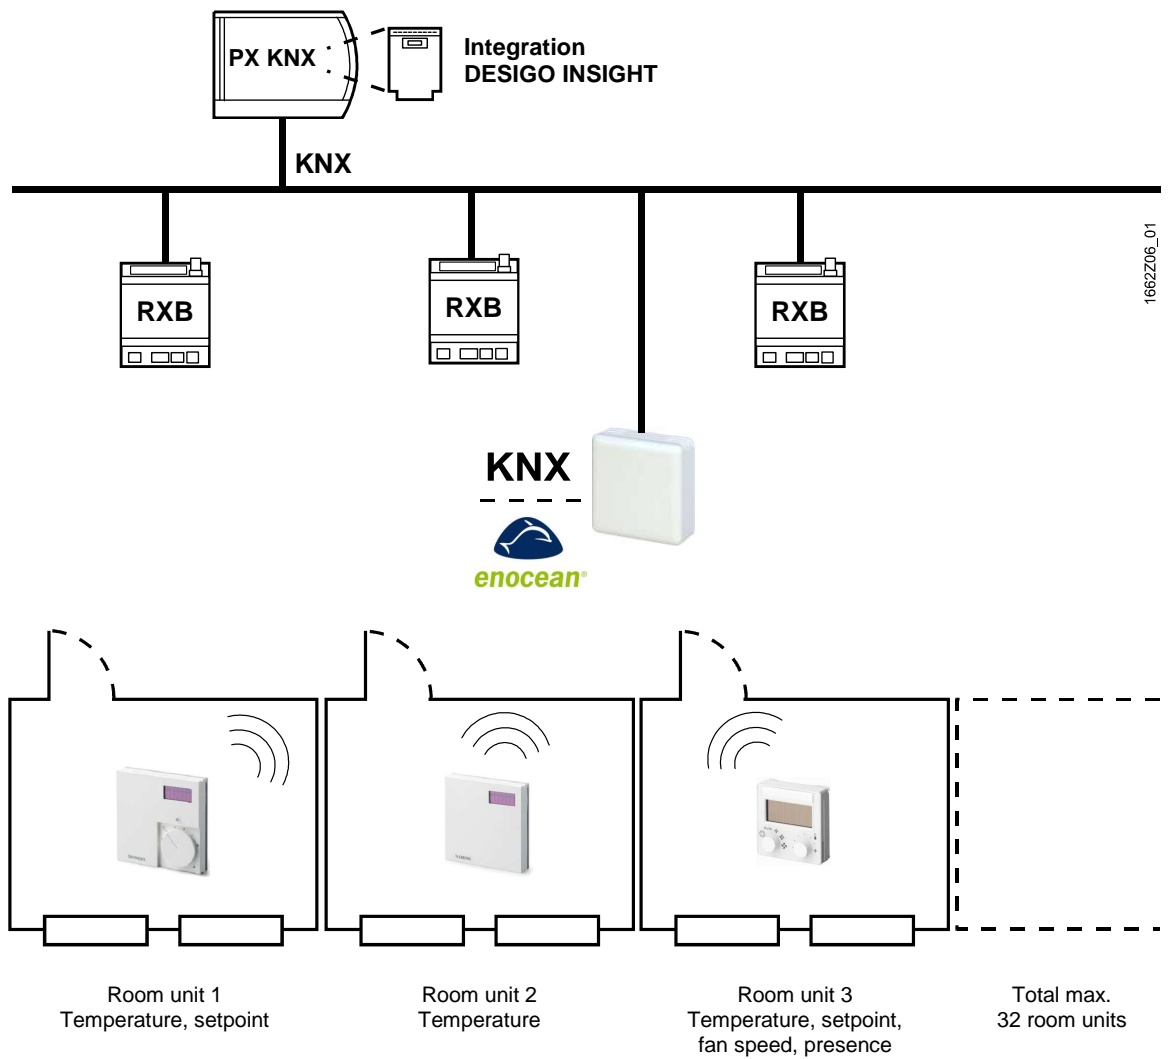 PX KNX
Integration
DESIGO INSIGHT
KNX
1662Z06_01
RXB
RXB
RXB
KNX
enocean®
Room unit 1
Temperature, setpoint
Room unit 2
Temperature
Room unit 3
Temperature, setpoint,
fan speed, presence
Total max.
32 room units